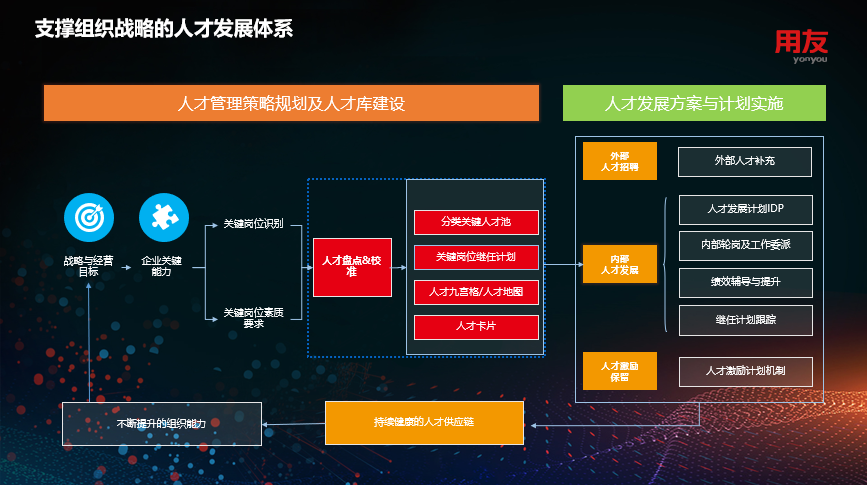 支撑组织战略的人才发展体系
用友
yonyou
人才管理策略规划及人才库建设
人才发展方案与计划实施
战略与经营
目标
企业关键
能力
关键岗位识别
关键岗位素质
要求
人才盘点&校
准
分类关键人才池
关键岗位继任计划
人才九宫格/人才地图
人才卡片
外部
人才招聘
外部人才补充
内部
人才发展
人才发展计划IDP
内部轮岗及工作委派
绩效辅导与提升
继任计划跟踪
人才激励
保留
人才激励计划机制
不断提升的组织能力
持续健康的人才供应链